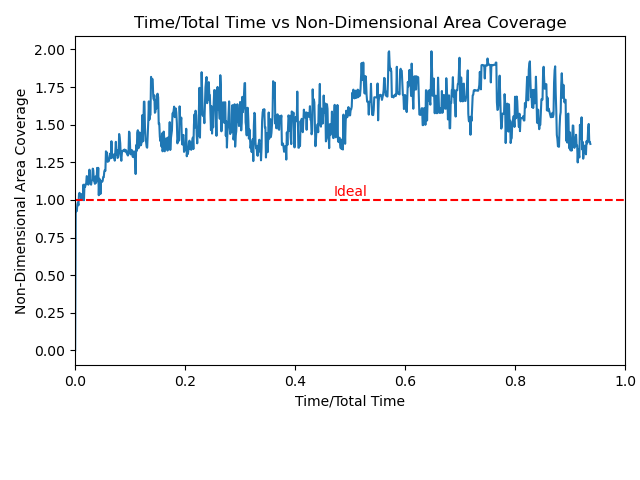 Time/Total Time vs Non-Dimensional Area Coverage
2.00
1.75
1.50
1.25
1.00
0.75
0.50
0.25
0.00
Non-Dimensional Area Coverage
Ideal
0.0 0.2 0.4 0.6 0.8 1.0
Time/Total Time